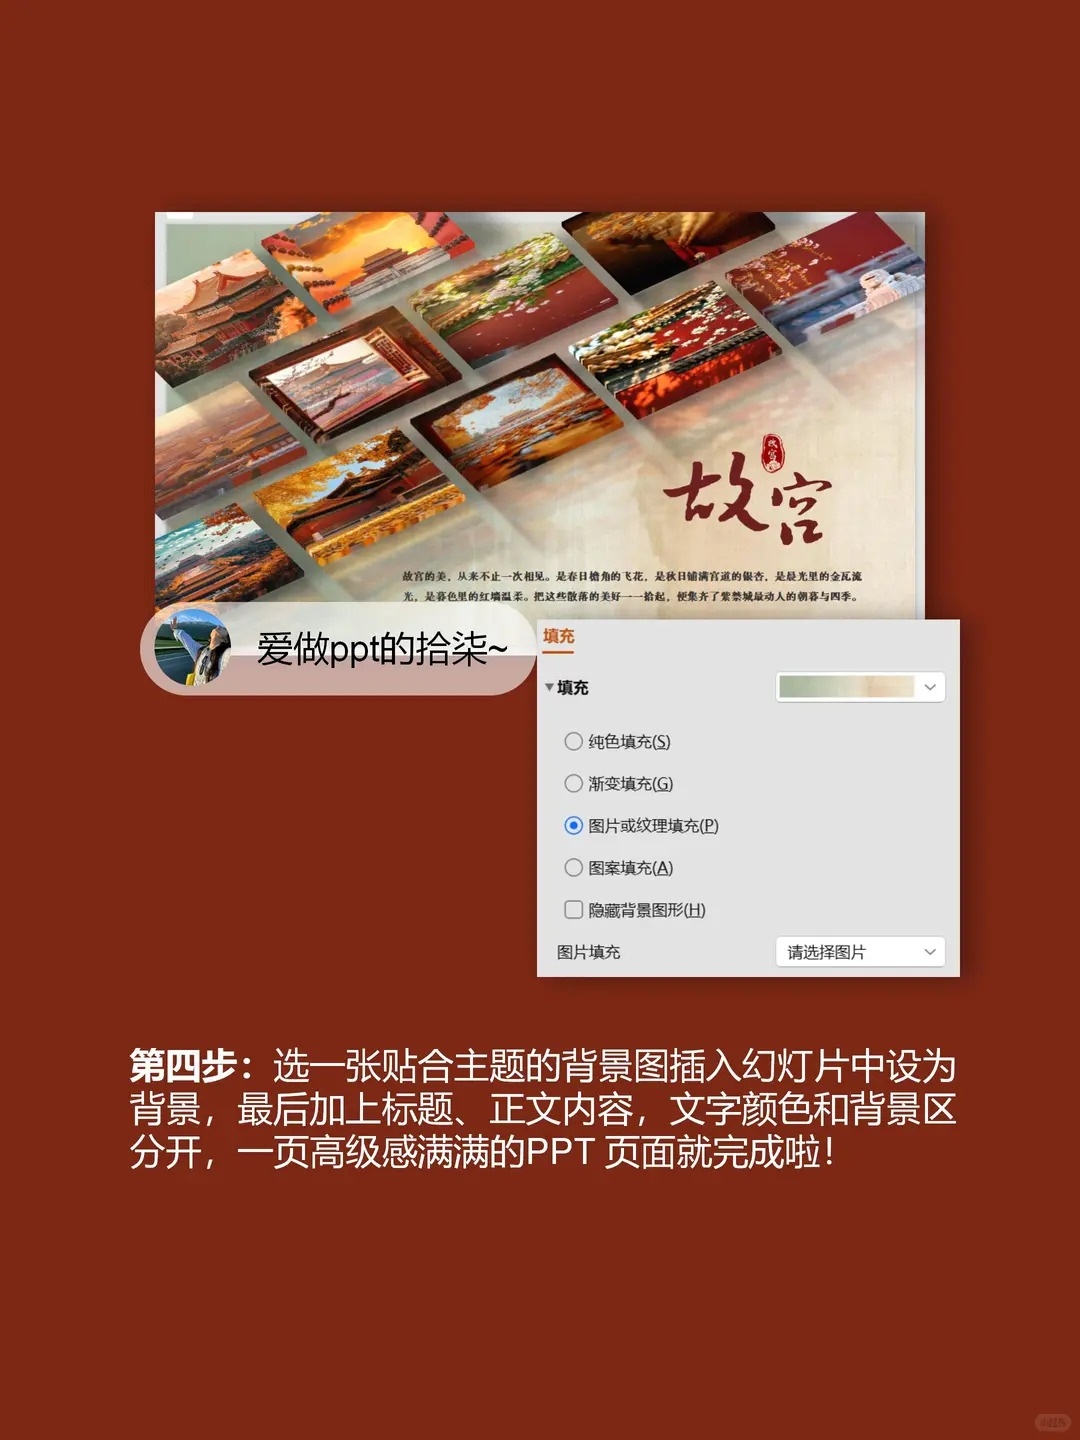 故宫
故宫
故宫的美，从来不止一次相见。是春日檐角的飞花，是秋日铺满宫道的银杏，是晨光里的金瓦流
光，是暮色里的红墙温柔。把这些散落的美好一一拾起，便集齐了紫禁城最动人的朝暮与四季。
爱做ppt的拾柒~
填充
填充
纯色填充(S)
渐变填充(G)
图片或纹理填充(P)
图案填充(A)
隐藏背景图形(H)
图片填充
请选择图片
第四步：选一张贴合主题的背景图插入幻灯片中设为
背景，最后加上标题、正文内容，文字颜色和背景区
分开，一页高级感满满的PPT 页面就完成啦！
小红书